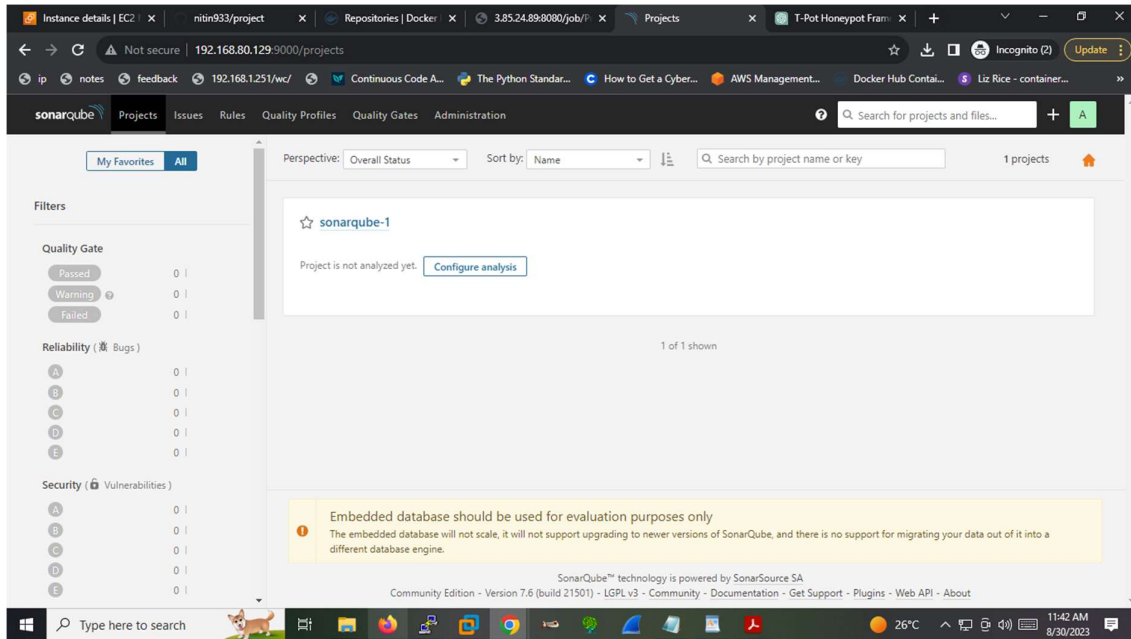 Instance details | EC2
nitin933/project
Repositories | Docker
3.85.24.89:8080/job/P
Projects
T-Pot Honeypot Fram
Not secure | 192.168.80.129:9000/projects
Incognito (2)
Update
ip
notes
feedback
192.168.1.251/wc/
Continuous Code A...
The Python Standar...
How to Get a Cyber...
AWS Management...
Docker Hub Contai...
Liz Rice - container...
»
sonarqube
Projects
Issues
Rules
Quality Profiles
Quality Gates
Administration
Search for projects and files...
A
My Favorites
All
Perspective: Overall Status
Sort by: Name
Search by project name or key
1 projects
Filters
sonarqube-1
Project is not analyzed yet. Configure analysis
Quality Gate
Passed 0
Warning 0
Failed 0
1 of 1 shown
Reliability ( Bugs )
A 0
B 0
C 0
D 0
E 0
Security ( Vulnerabilities )
A 0
B 0
C 0
D 0
E 0
Embedded database should be used for evaluation purposes only
The embedded database will not scale, it will not support upgrading to newer versions of SonarQube, and there is no support for migrating your data out of it into a
different database engine.
SonarQube™ technology is powered by SonarSource SA
Community Edition - Version 7.6 (build 21501) - LGPL v3 - Community - Documentation - Get Support - Plugins - Web API - About
Type here to search
26°C
11:42 AM
8/30/2023